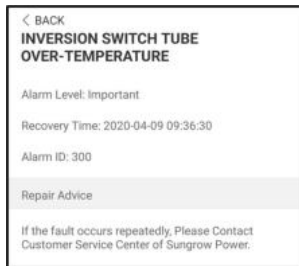 < BACK
INVERSION SWITCH TUBE
OVER-TEMPERATURE
Alarm Level: Important
Recovery Time: 2020-04-09 09:36:30
Alarm ID: 300
Repair Advice
If the fault occurs repeatedly, Please Contact
Customer Service Center of Sungrow Power.